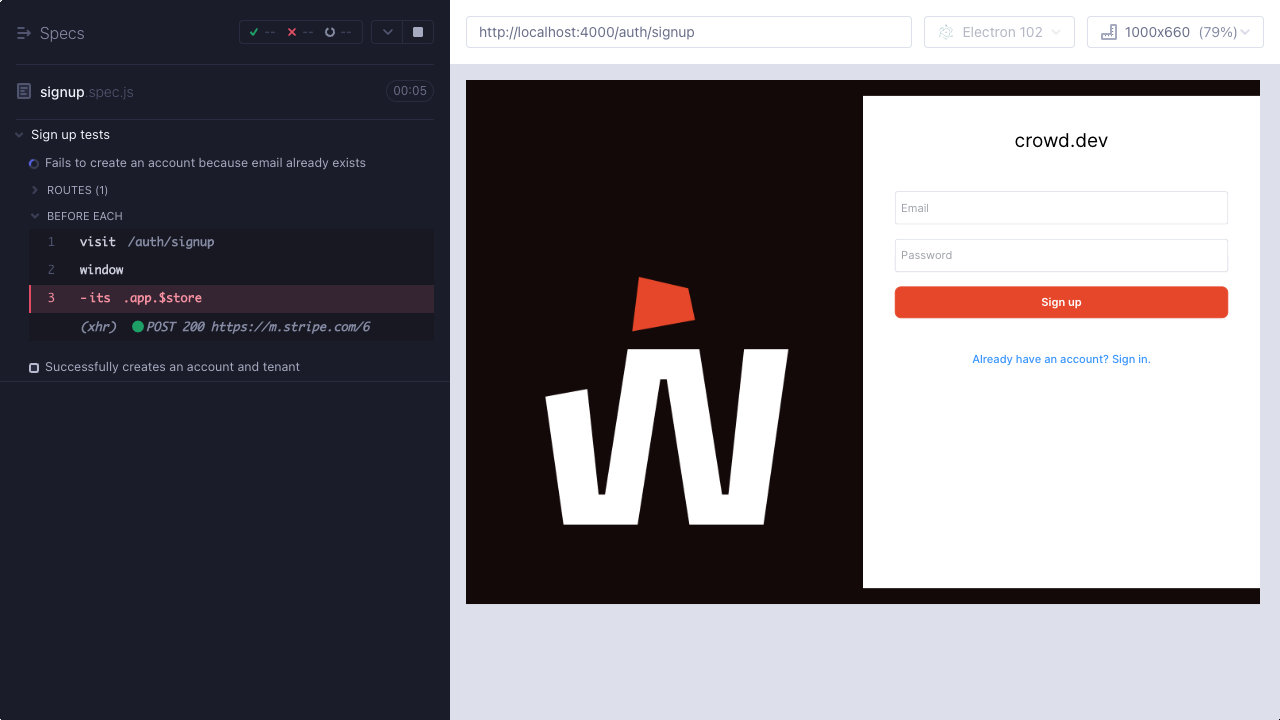 Specs
--
--
--
signup.spec.js
00:05
Sign up tests
Fails to create an account because email already exists
ROUTES (1)
BEFORE EACH
1 visit /auth/signup
2 window
3 -its .app.$store
(xhr) POST 200 https://m.stripe.com/6
Successfully creates an account and tenant
http://localhost:4000/auth/signup
Electron 102
1000x660 (79%)
crowd.dev
Email
Password
Sign up
Already have an account? Sign in.